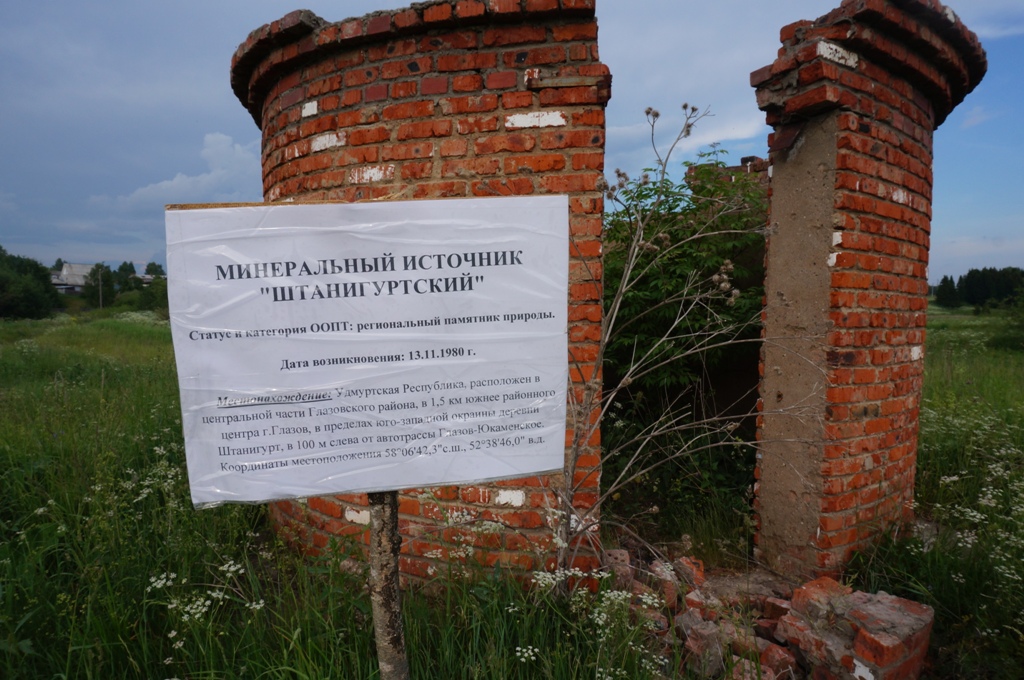 МИНЕРАЛЬНЫЙ ИСТОЧНИК
"ШТАНИГУРТСКИЙ"
Статус и категория ООПТ: региональный памятник природы.
Дата возникновения: 13.11.1980 г.
Местонахождение: Удмуртская Республика, расположен в
центральной части Глазовского района, в 1,5 км южнее районного
центра г.Глазов, в пределах юго-западной окраины деревни
Штанигурт, в 100 м слева от автотрассы Глазов-Юкаменское.
Координаты местоположения 58°06'42,3"с.ш., 52°38'46,0" в.д.